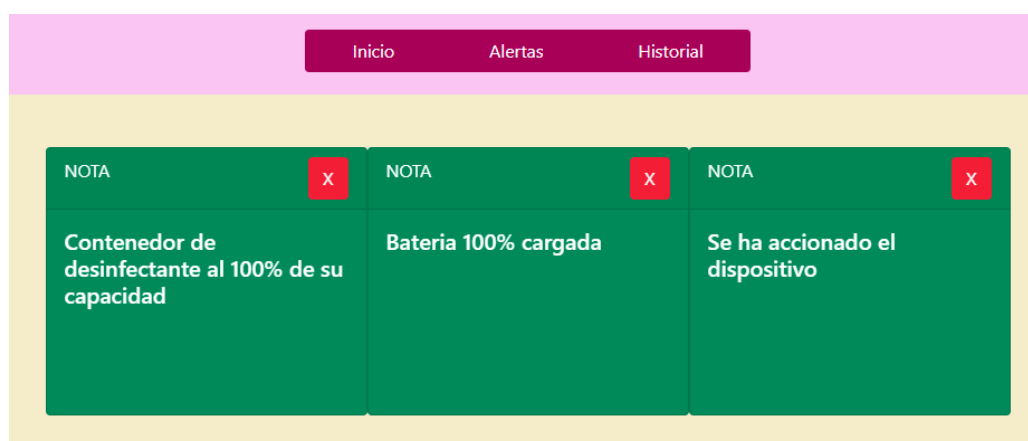 Inicio Alertas Historial
NOTA X
Contenedor de
desinfectante al 100% de su
capacidad
NOTA X
Bateria 100% cargada
NOTA X
Se ha accionado el
dispositivo